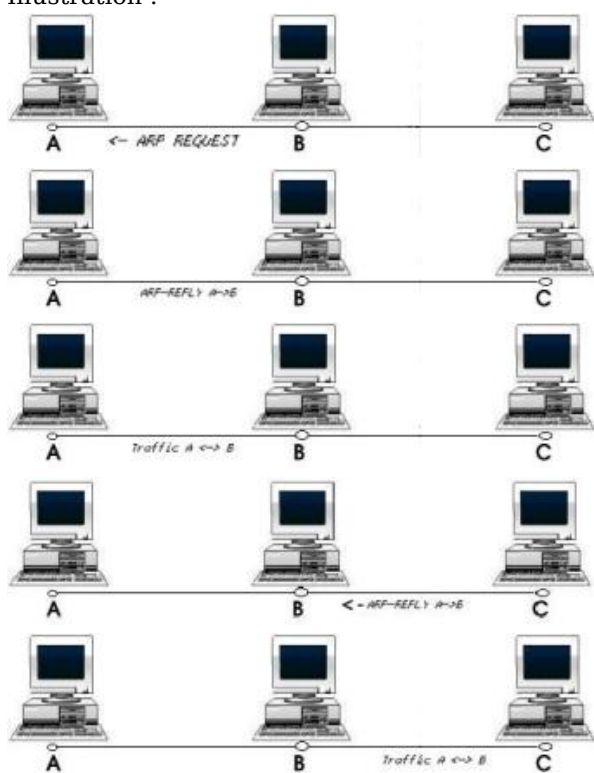 illustration :
A <- ARP REQUEST B C
ARP-REPLY A->B
A B C
Traffic A <-> B
A B C
A B <-ARP-REPLY A->B C
A B Traffic A <-> B C